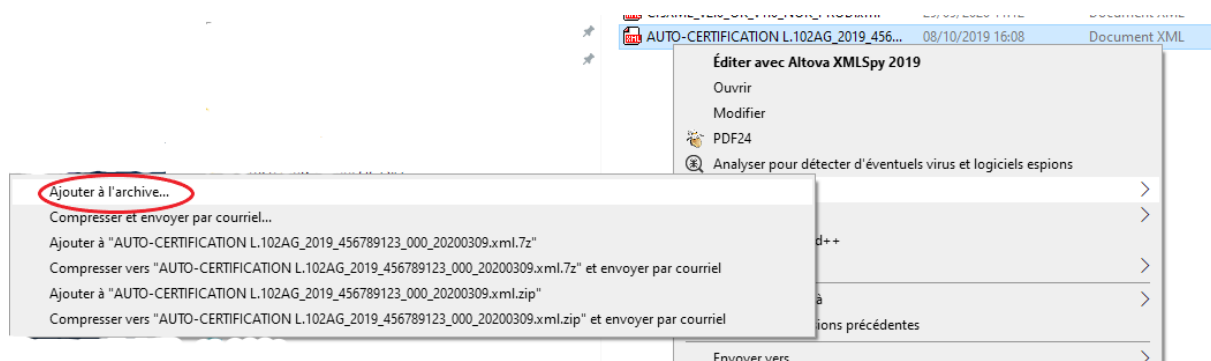 AUTO-CERTIFICATION L.102AG_2019_456... 08/10/2019 16:08 Document XML
Éditer avec Altova XMLSpy 2019
Ouvrir
Modifier
PDF24
Analyser pour détecter d'éventuels virus et logiciels espions
Ajouter à l'archive...
Compresser et envoyer par courriel...
Ajouter à "AUTO-CERTIFICATION L.102AG_2019_456789123_000_20200309.xml.7z"
Compresser vers "AUTO-CERTIFICATION L.102AG_2019_456789123_000_20200309.xml.7z" et envoyer par courriel
Ajouter à "AUTO-CERTIFICATION L.102AG_2019_456789123_000_20200309.xml.zip"
Compresser vers "AUTO-CERTIFICATION L.102AG_2019_456789123_000_20200309.xml.zip" et envoyer par courriel
d++
à
ions précédentes
Envoyer vers